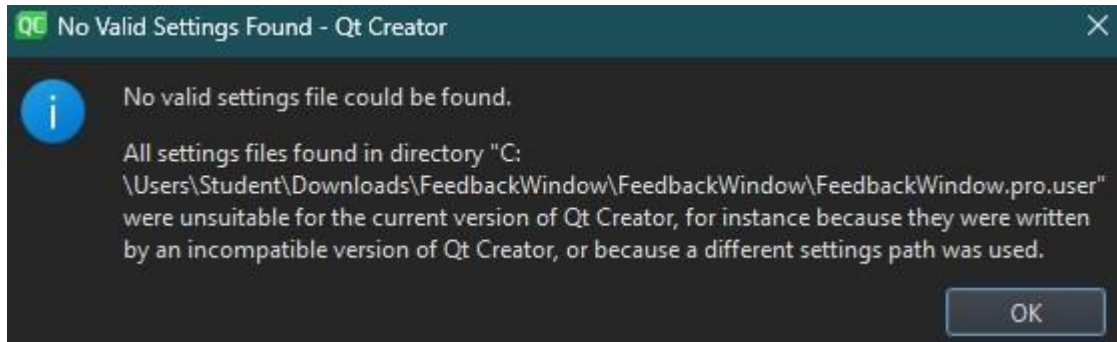 QC No Valid Settings Found - Qt Creator
i
No valid settings file could be found.
All settings files found in directory "C:
\Users\Student\Downloads\FeedbackWindow\FeedbackWindow\FeedbackWindow.pro.user"
were unsuitable for the current version of Qt Creator, for instance because they were written
by an incompatible version of Qt Creator, or because a different settings path was used.
OK